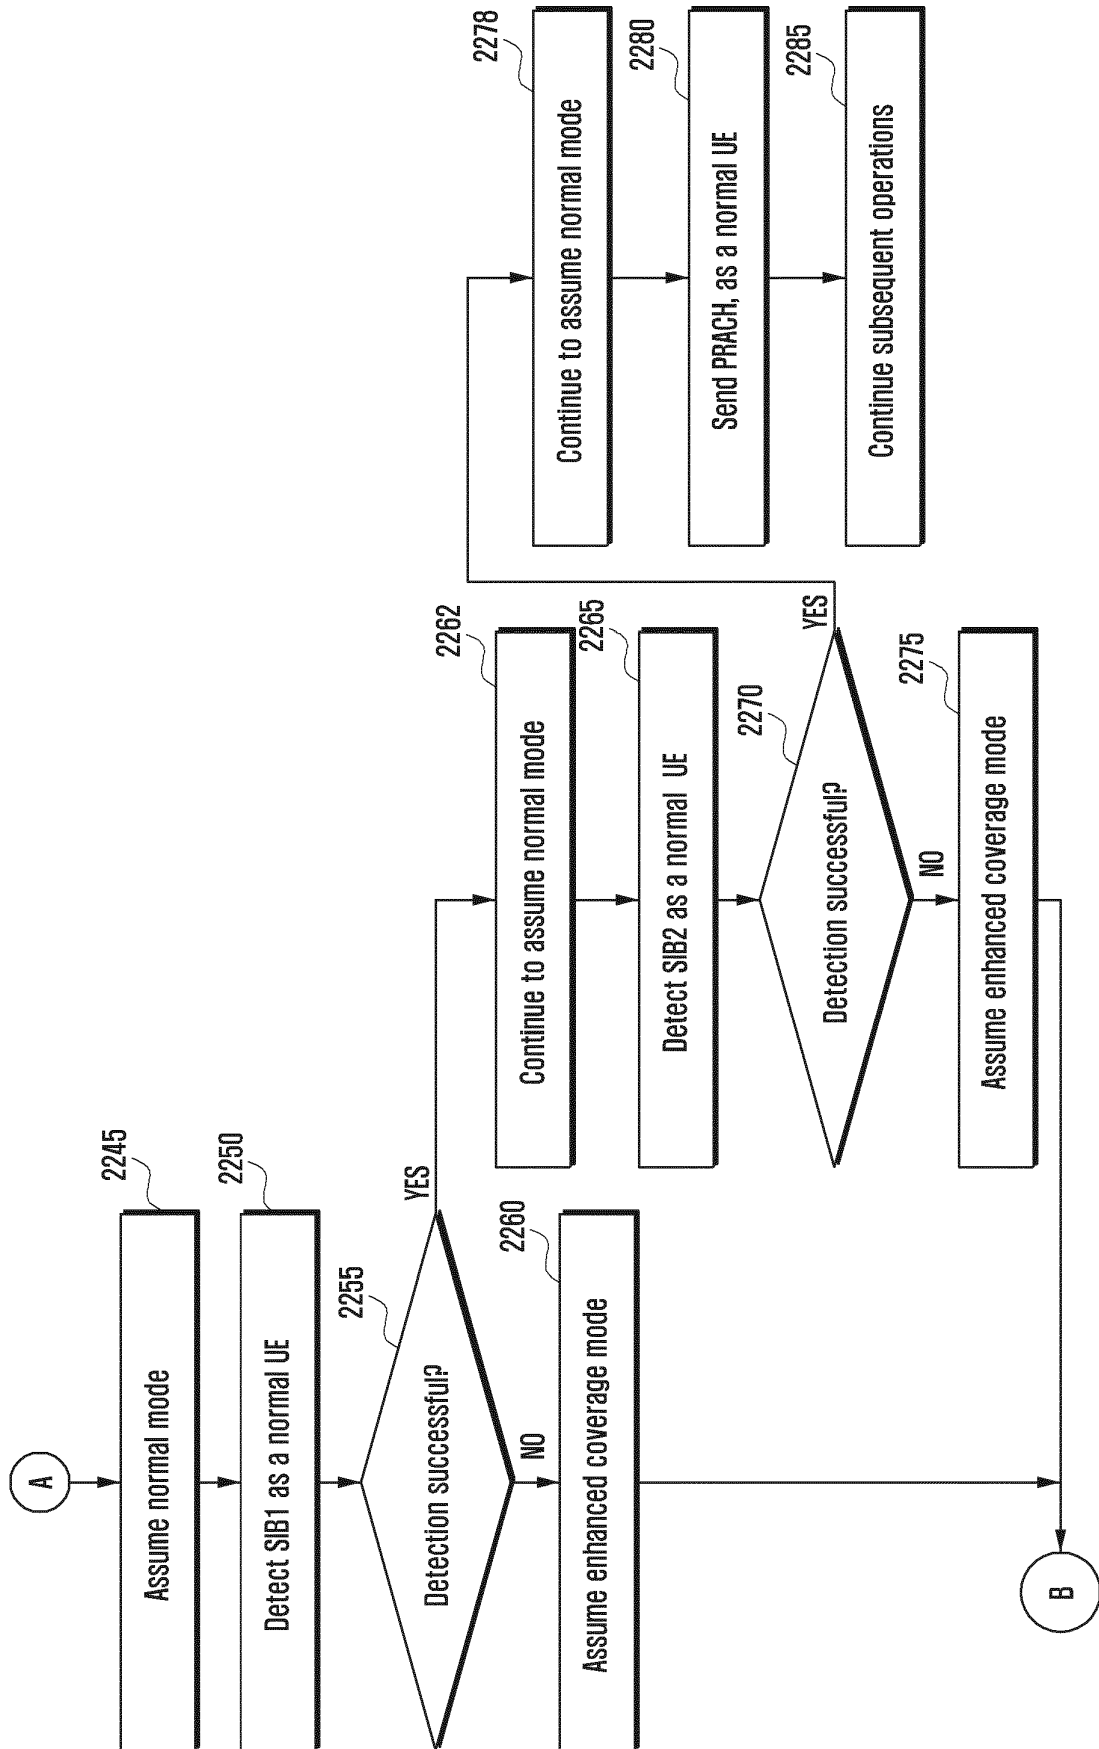 A
2245
Assume normal mode
2250
Detect SIB1 as a normal UE
2255
Detection successful?
YES
NO
2260
Assume enhanced coverage mode
2262
Continue to assume normal mode
2265
Detect SIB2 as a normal UE
2270
Detection successful?
YES
NO
2275
Assume enhanced coverage mode
B
2278
Continue to assume normal mode
2280
Send PRACH, as a normal UE
2285
Continue subsequent operations